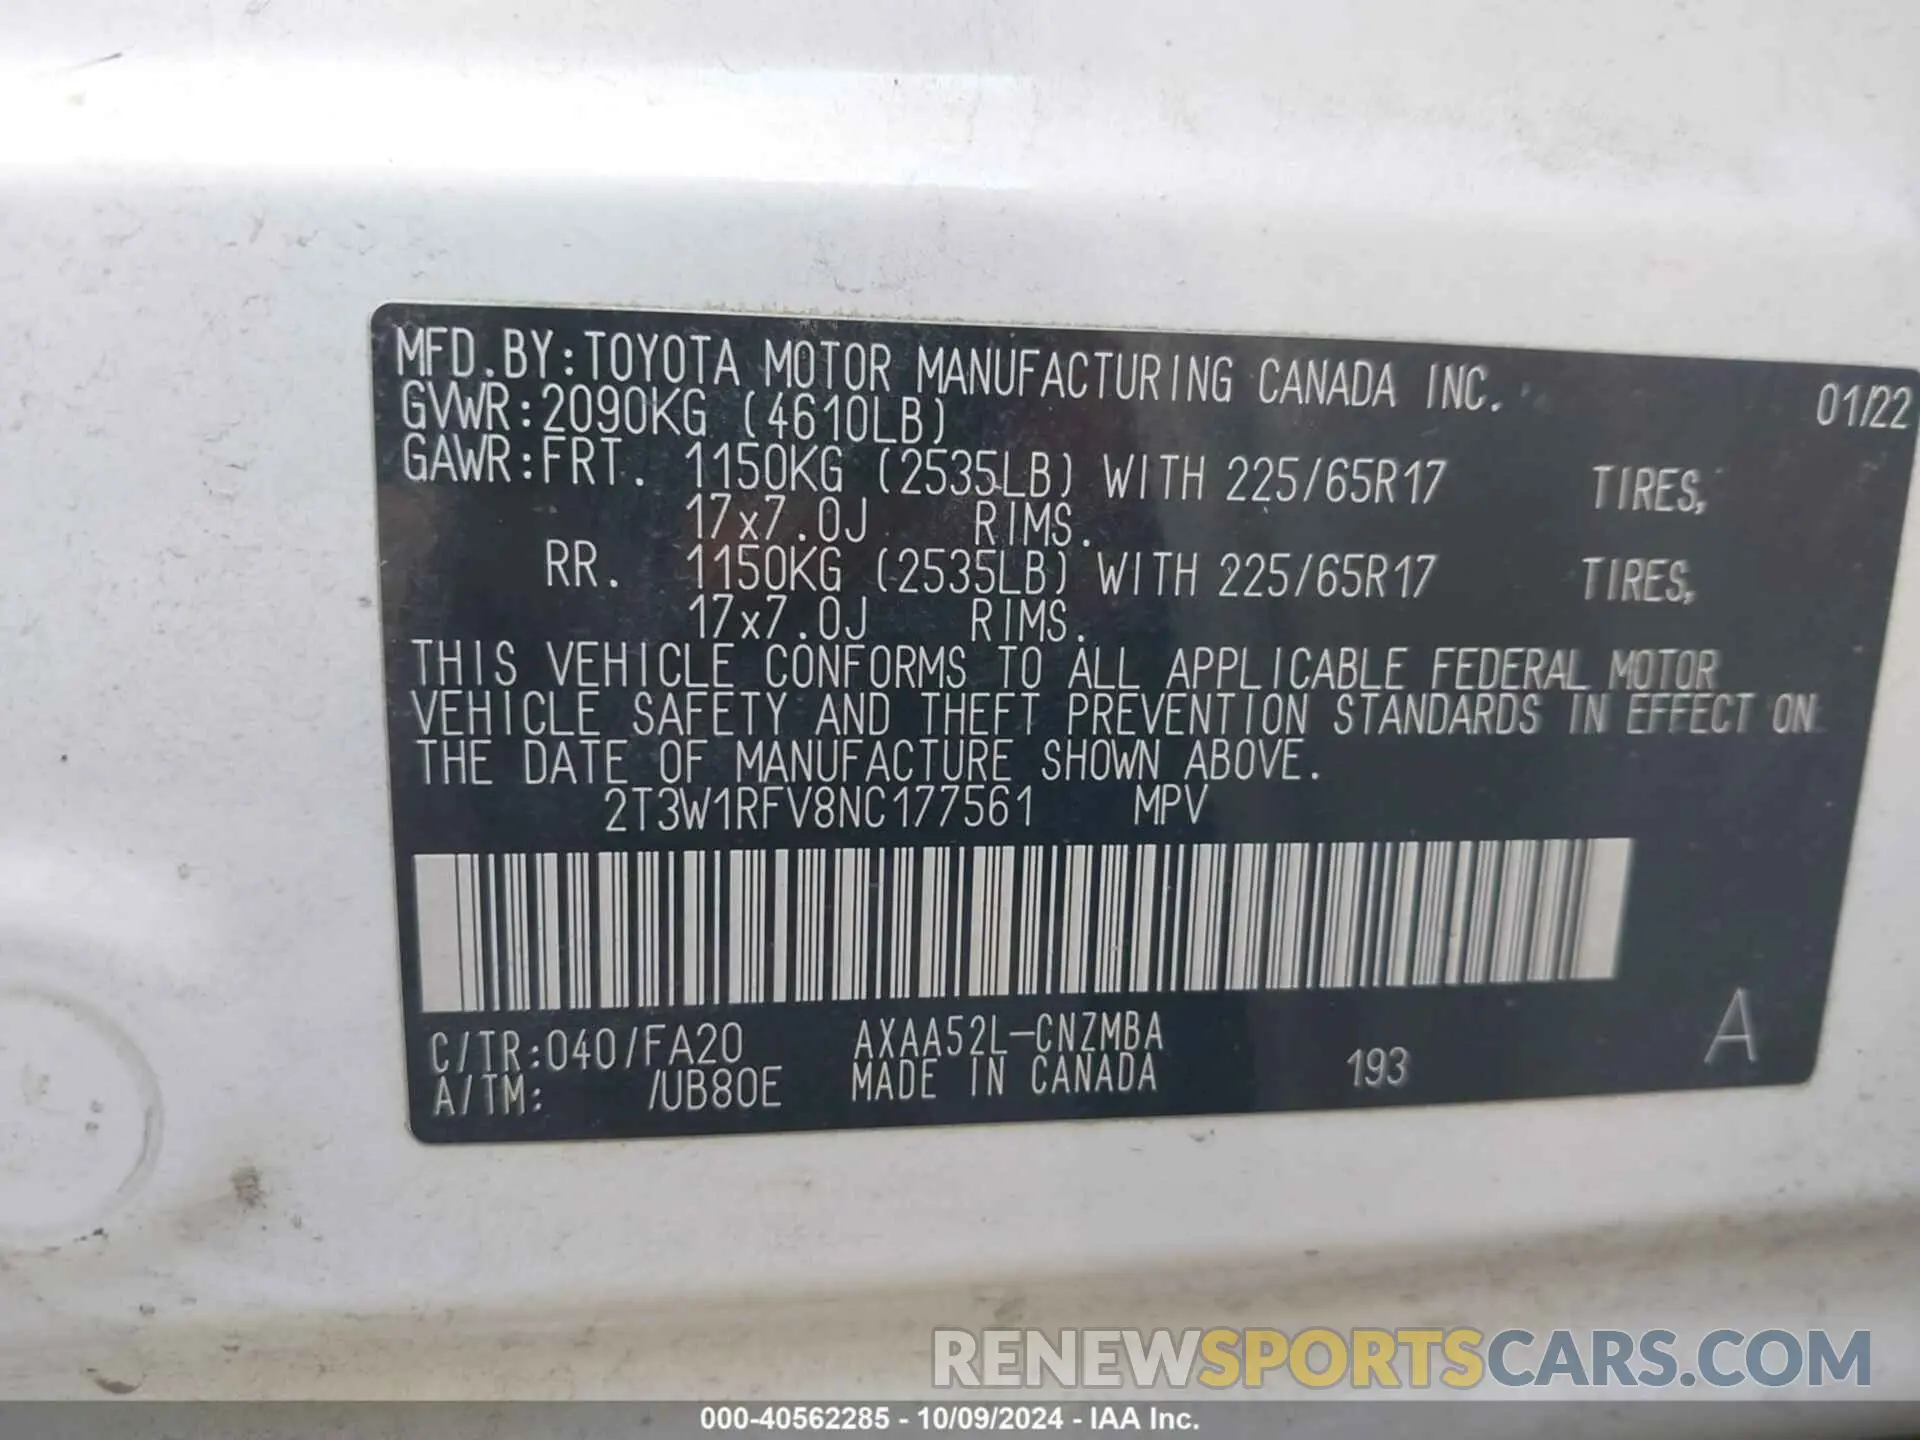 MFD.BY:TOYOTA MOTOR MANUFACTURING CANADA INC. 01/22
GVWR:2090KG (4610LB)
GAWR:FRT. 1150KG (2535LB) WITH 225/65R17 TIRES,
17x7.0J RIMS.
RR. 1150KG (2535LB) WITH 225/65R17 TIRES,
17x7.0J RIMS.
THIS VEHICLE CONFORMS TO ALL APPLICABLE FEDERAL MOTOR
VEHICLE SAFETY AND THEFT PREVENTION STANDARDS IN EFFECT ON
THE DATE OF MANUFACTURE SHOWN ABOVE.
2T3W1RFV8NC177561 MPV
C/TR:040/FA20 AXAA52L-CNZMBA
A/TM: /UB80E MADE IN CANADA 193 A
RENEWSPORTSCARS.COM
000-40562285 - 10/09/2024 - IAA Inc.